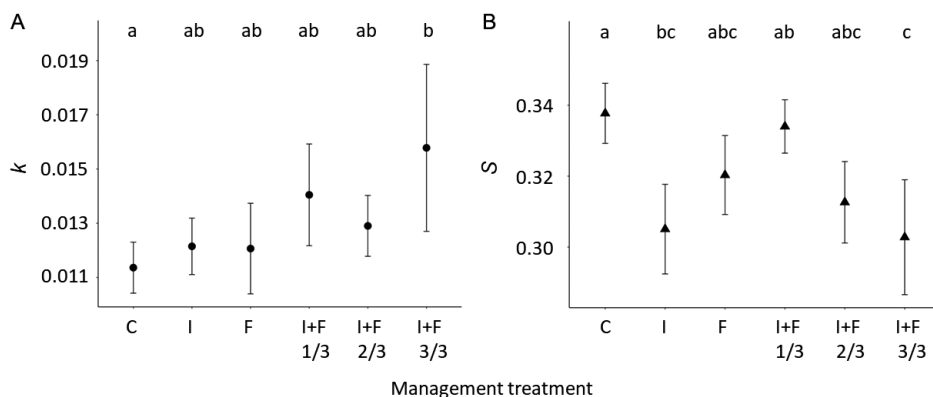 A
a ab ab ab ab b
0.019
0.017
0.015
0.013
0.011
k
C I F I+F I+F I+F
1/3 2/3 3/3
B
a bc abc ab abc c
0.34
0.32
0.30
S
C I F I+F I+F I+F
1/3 2/3 3/3
Management treatment